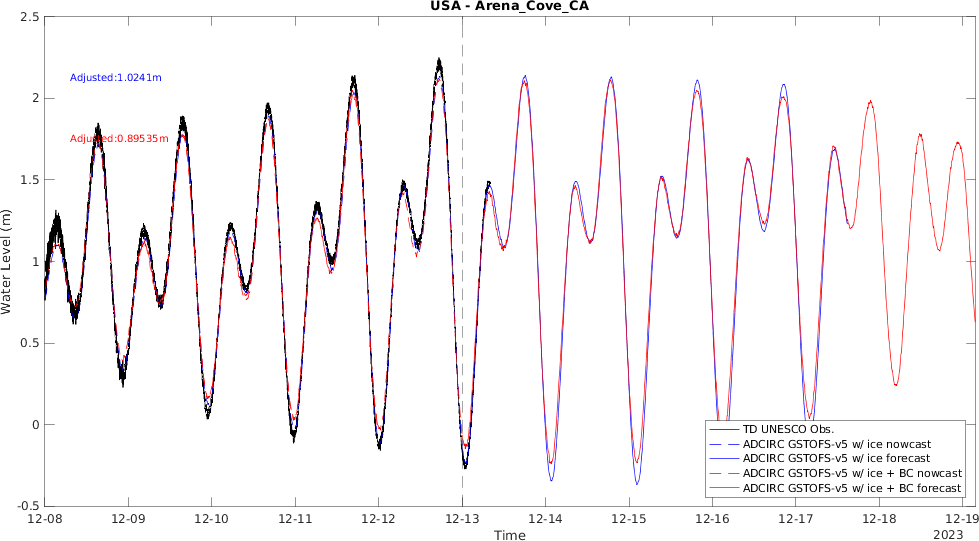 USA - Arena_Cove_CA
2.5
2
1.5
1
0.5
0
-0.5
Water Level (m)
Adjusted:1.0241m
Adjusted:0.89535m
TD UNESCO Obs.
ADCIRC GSTOFS-v5 w/ ice nowcast
ADCIRC GSTOFS-v5 w/ ice forecast
ADCIRC GSTOFS-v5 w/ ice + BC nowcast
ADCIRC GSTOFS-v5 w/ ice + BC forecast
12-08 12-09 12-10 12-11 12-12 12-13 12-14 12-15 12-16 12-17 12-18 12-19
Time
2023